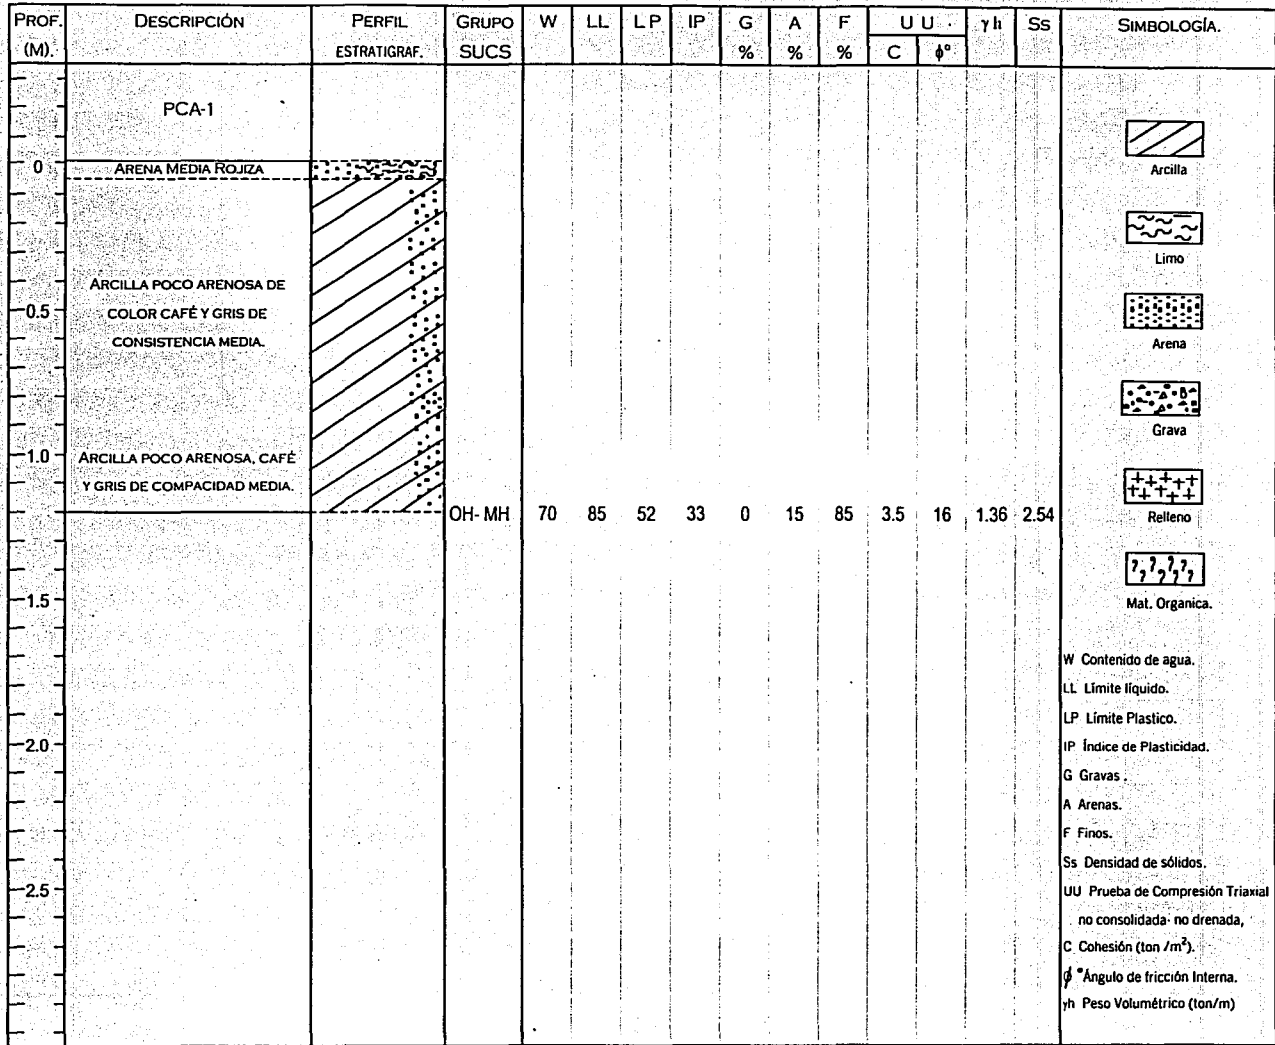 PROF. (M). DESCRIPCIÓN PERFIL ESTRATIGRAF. GRUPO SUCS W LL LP IP G % A % F % UU C ϕ° γh Ss SIMBOLOGÍA.
PCA-1
0 ARENA MEDIA ROJIZA
ARCILLA POCO ARENOSA DE
0.5 COLOR CAFÉ Y GRIS DE
CONSISTENCIA MEDIA.
1.0 ARCILLA POCO ARENOSA, CAFÉ
Y GRIS DE COMPACIDAD MEDIA.
OH-MH 70 85 52 33 0 15 85 3.5 16 1.36 2.54
1.5
2.0
2.5
Arcilla
Limo
Arena
Grava
Relleno
Mat. Organica.
W Contenido de agua.
LL Límite líquido.
LP Límite Plastico.
IP Índice de Plasticidad.
G Gravas.
A Arenas.
F Finos.
Ss Densidad de sólidos.
UU Prueba de Compresión Triaxial
no consolidada- no drenada,
C Cohesión (ton /m²).
ϕ° Ángulo de fricción Interna.
γh Peso Volumétrico (ton/m)